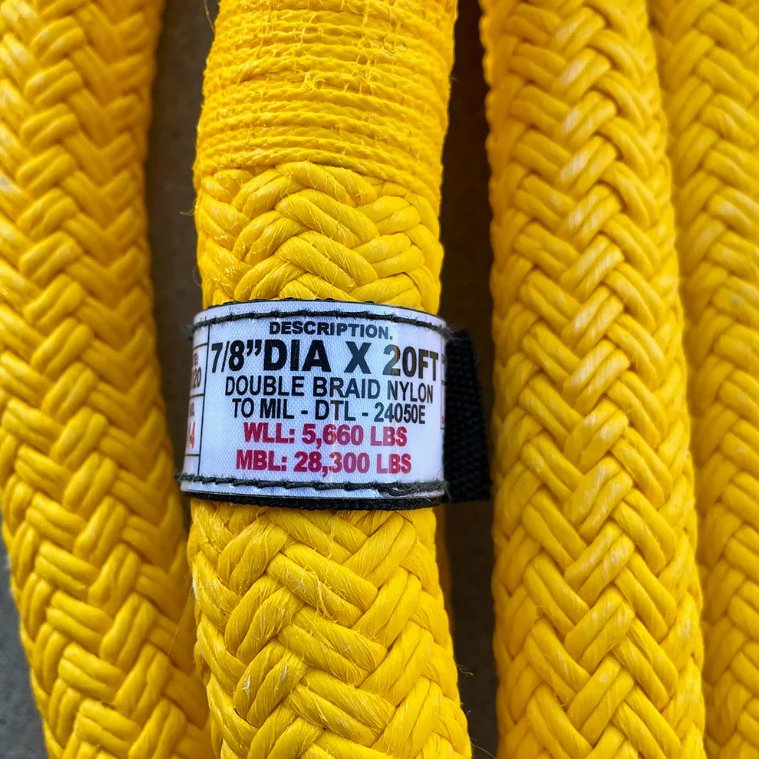 DESCRIPTION.
7/8”DIA X 20FT
DOUBLE BRAID NYLON
TO MIL - DTL - 24050E
WLL: 5,660 LBS
MBL: 28,300 LBS